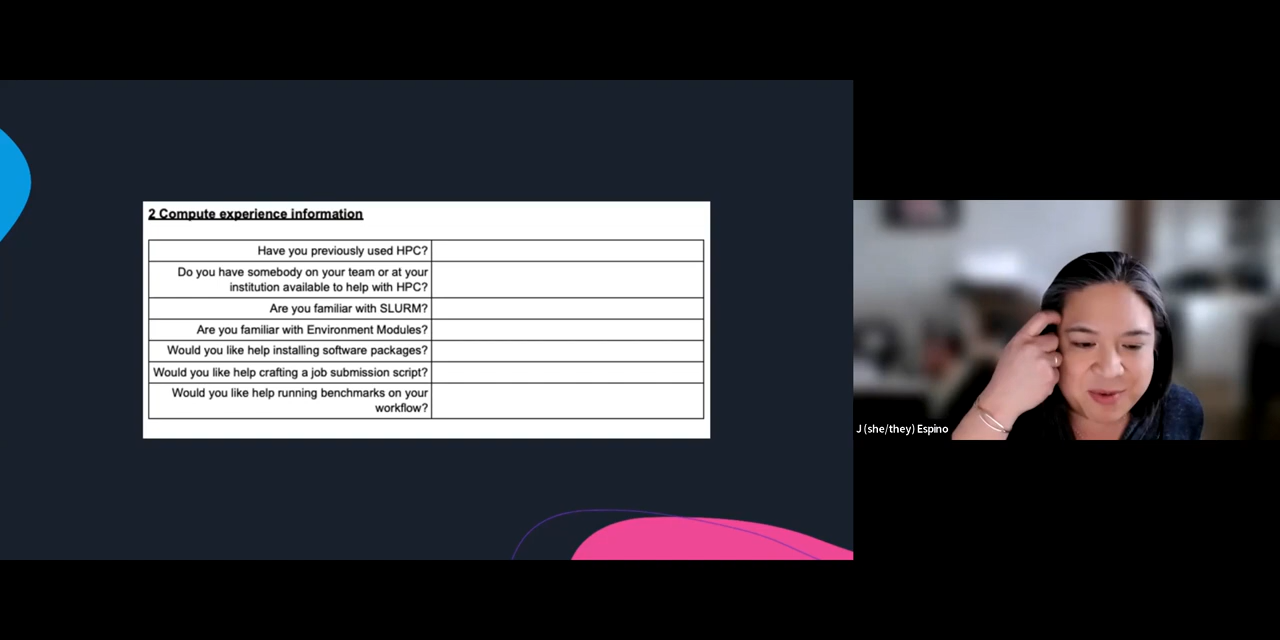 2 Compute experience information
Have you previously used HPC?
Do you have somebody on your team or at your
institution available to help with HPC?
Are you familiar with SLURM?
Are you familiar with Environment Modules?
Would you like help installing software packages?
Would you like help crafting a job submission script?
Would you like help running benchmarks on your
workflow?
J (she/they) Espino